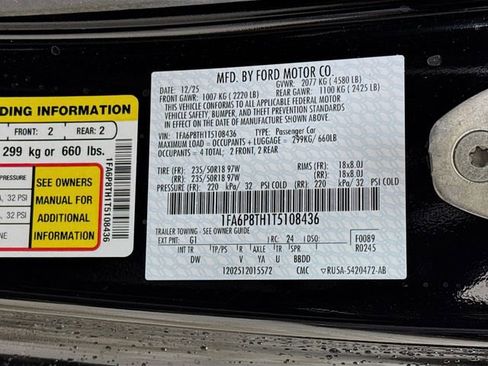 DING INFORMATION
FRONT: 2 REAR: 2
299 kg or 660 lbs.
PRESSURE
A, 32 PSI
A, 32 PSI
SEE OWNERS
MANUAL FOR
ADDITIONAL
INFORMATION
1FA6P8TH1T5108436
MFD. BY FORD MOTOR CO.
DATE: 12/25 GVWR: 2077 KG ( 4580 LB)
FRONT GAWR: 1007 KG ( 2220 LB) REAR GAWR: 1100 KG ( 2425 LB)
THIS VEHICLE CONFORMS TO ALL APPLICABLE FEDERAL MOTOR
VEHICLE SAFETY, BUMPER, AND THEFT PREVENTION STANDARDS
IN EFFECT ON THE DATE OF MANUFACTURE SHOWN ABOVE.
VIN: 1FA6P8TH1T5108436 TYPE: Passenger Car
MAXIMUM LOAD = OCCUPANTS + LUGGAGE = 299KG/ 660LB
OCCUPANTS = 4 TOTAL; 2 FRONT, 2 REAR
TIRE (FR): 235/50R18 97W RIMS (FR): 18x8.0J
(RR): 235/50R18 97W (RR): 18x8.0J
PRESSURE (FR): 220 kPa/ 32 PSI COLD (RR): 220 kPa/ 32 PSI COLD
1FA6P8TH1T5108436
TRAILER TOWING - SEE OWNER GUIDE
EXT PNT: G1 RC: 24 DSO: F0089
INT TR TP/PS R AXLE TR SPR R0245
DW V YA U BBDD
1202512015572 CMC RU5A-5420472-AB